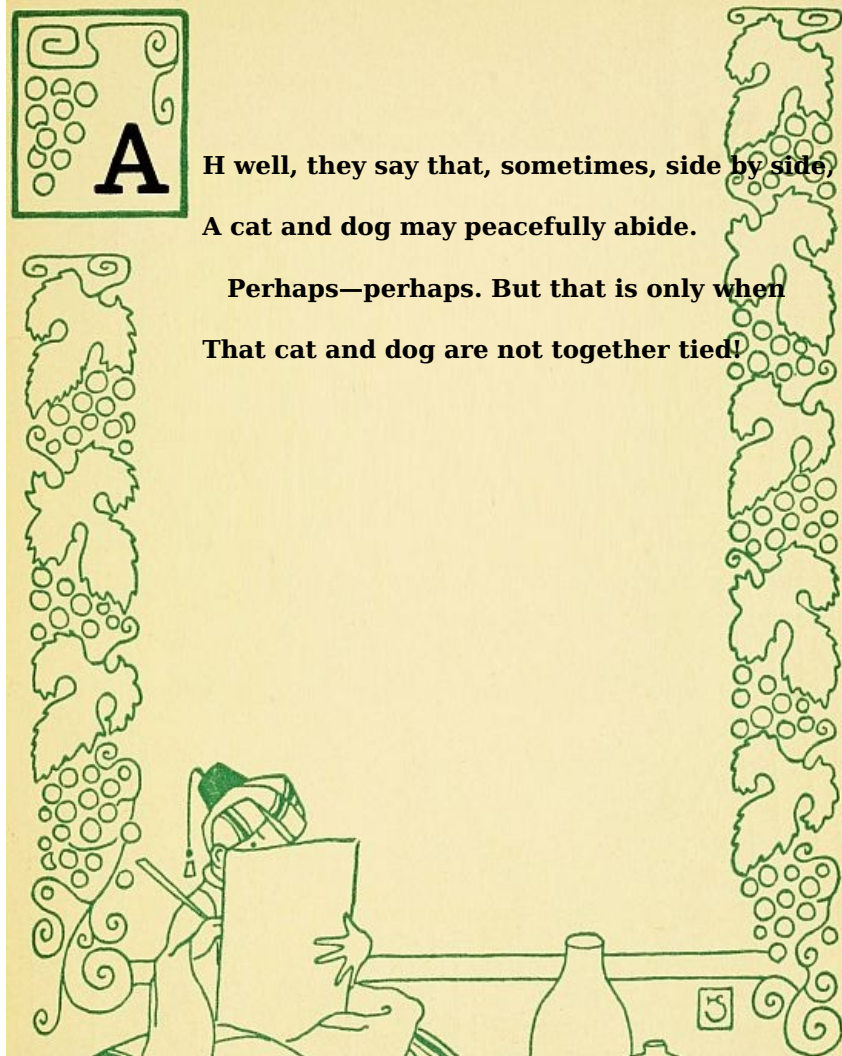 AH well, they say that, sometimes, side by side,
A cat and dog may peacefully abide.
Perhaps—perhaps. But that is only when
That cat and dog are not together tied!